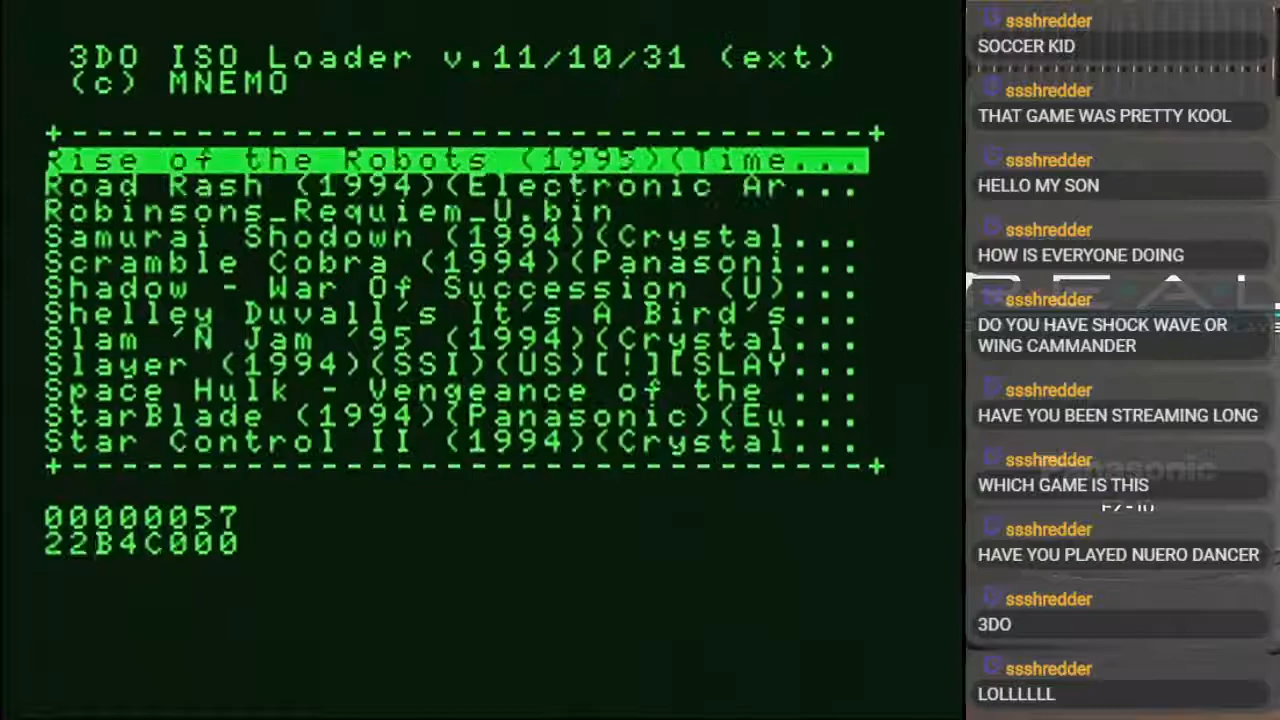 3DO ISO Loader v.11/10/31 (ext)
(c) MNEMO
+---------------------------------+
Rise of the Robots (1995)(Time...
Road Rash (1994)(Electronic Ar...
Robinsons_Requiem_U.bin
Samurai Shodown (1994)(Crystal...
Scramble Cobra (1994)(Panasoni...
Shadow - War Of Succession (U)...
Shelley Duvall's It's A Bird's...
Slam 'N Jam '95 (1994)(Crystal...
Slayer (1994)(SSI)(US)[!][SLAY...
Space Hulk - Vengeance of the ...
StarBlade (1994)(Panasonic)(Eu...
Star Control II (1994)(Crystal...
+---------------------------------+
00000057
22B4C000
ssshredder
SOCCER KID
ssshredder
THAT GAME WAS PRETTY KOOL
ssshredder
HELLO MY SON
ssshredder
HOW IS EVERYONE DOING
REAL
ssshredder
DO YOU HAVE SHOCK WAVE OR
WING CAMMANDER
ssshredder
HAVE YOU BEEN STREAMING LONG
ssshredder
Panasonic
WHICH GAME IS THIS
FZ-10
ssshredder
HAVE YOU PLAYED NUERO DANCER
ssshredder
3DO
ssshredder
LOLLLLLL